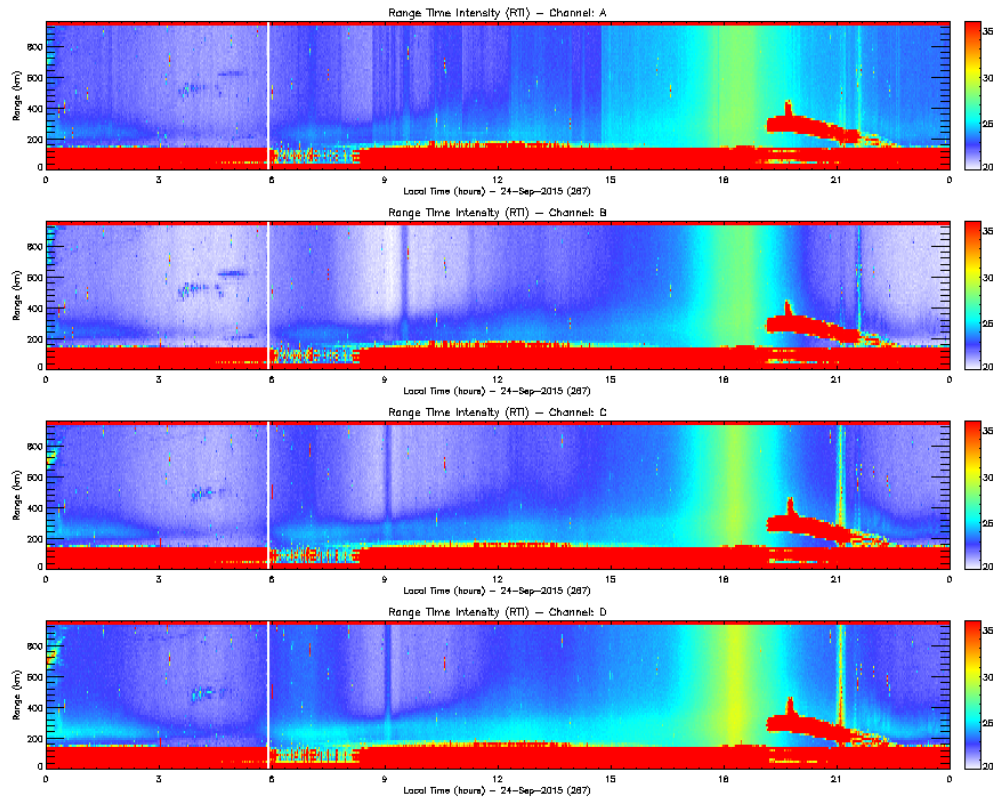 Range Time Intensity (RTI) – Channel: A
Range (km)
800
600
400
200
0
0 3 6 9 12 15 18 21 0
Local Time (hours) – 24-Sep-2015 (267)
35
30
25
20
Range Time Intensity (RTI) – Channel: B
Range (km)
800
600
400
200
0
0 3 6 9 12 15 18 21 0
Local Time (hours) – 24-Sep-2015 (267)
35
30
25
20
Range Time Intensity (RTI) – Channel: C
Range (km)
800
600
400
200
0
0 3 6 9 12 15 18 21 0
Local Time (hours) – 24-Sep-2015 (267)
35
30
25
20
Range Time Intensity (RTI) – Channel: D
Range (km)
800
600
400
200
0
0 3 6 9 12 15 18 21 0
Local Time (hours) – 24-Sep-2015 (267)
35
30
25
20